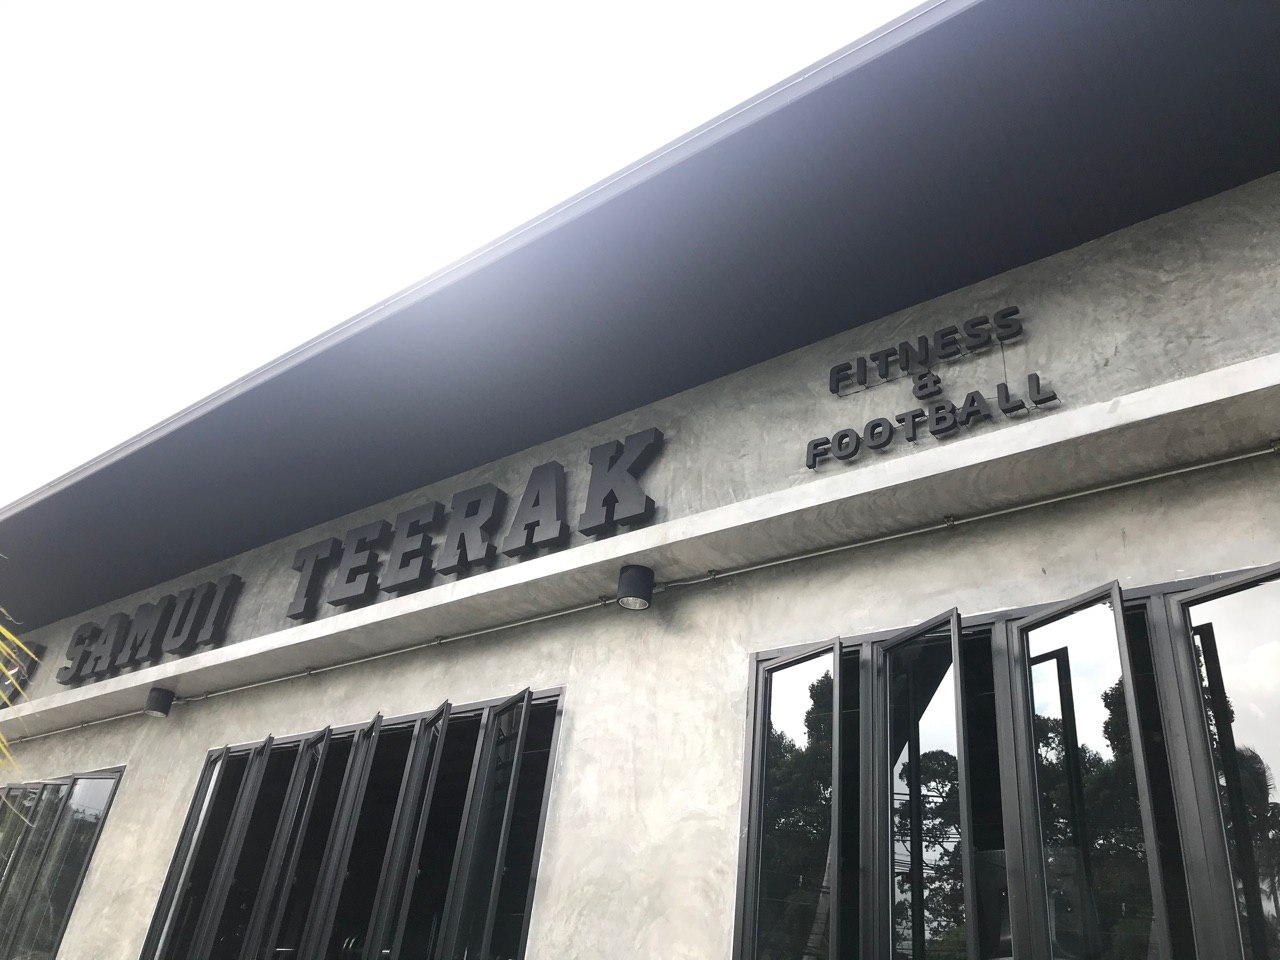 SAMUI TEERAK
FITNESS
&
FOOTBALL